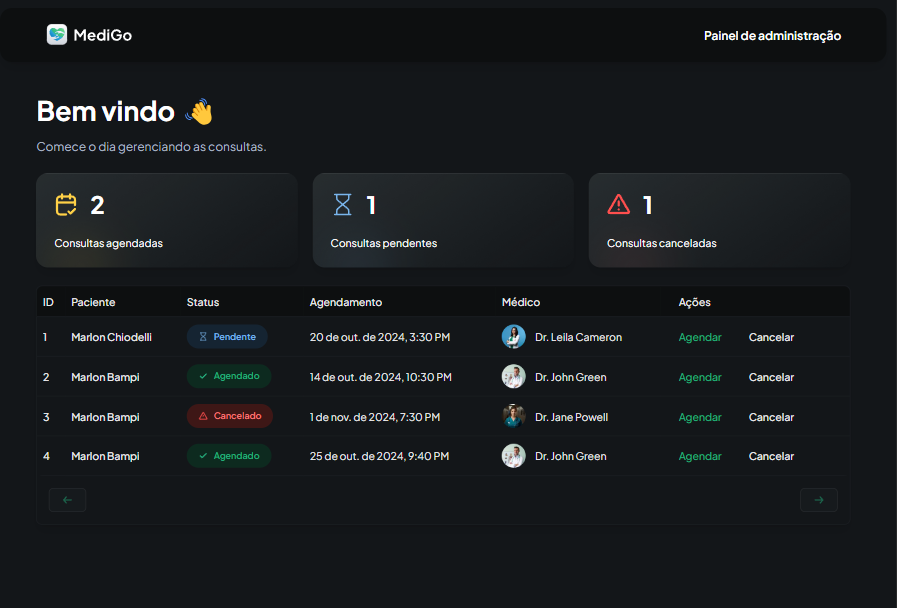 MediGo
Painel de administração
Bem vindo 👋
Comece o dia gerenciando as consultas.
2
Consultas agendadas
1
Consultas pendentes
1
Consultas canceladas
ID Paciente Status Agendamento Médico Ações
1 Marlon Chiodelli Pendente 20 de out. de 2024, 3:30 PM Dr. Leila Cameron Agendar Cancelar
2 Marlon Bampi Agendado 14 de out. de 2024, 10:30 PM Dr. John Green Agendar Cancelar
3 Marlon Bampi Cancelado 1 de nov. de 2024, 7:30 PM Dr. Jane Powell Agendar Cancelar
4 Marlon Bampi Agendado 25 de out. de 2024, 9:40 PM Dr. John Green Agendar Cancelar